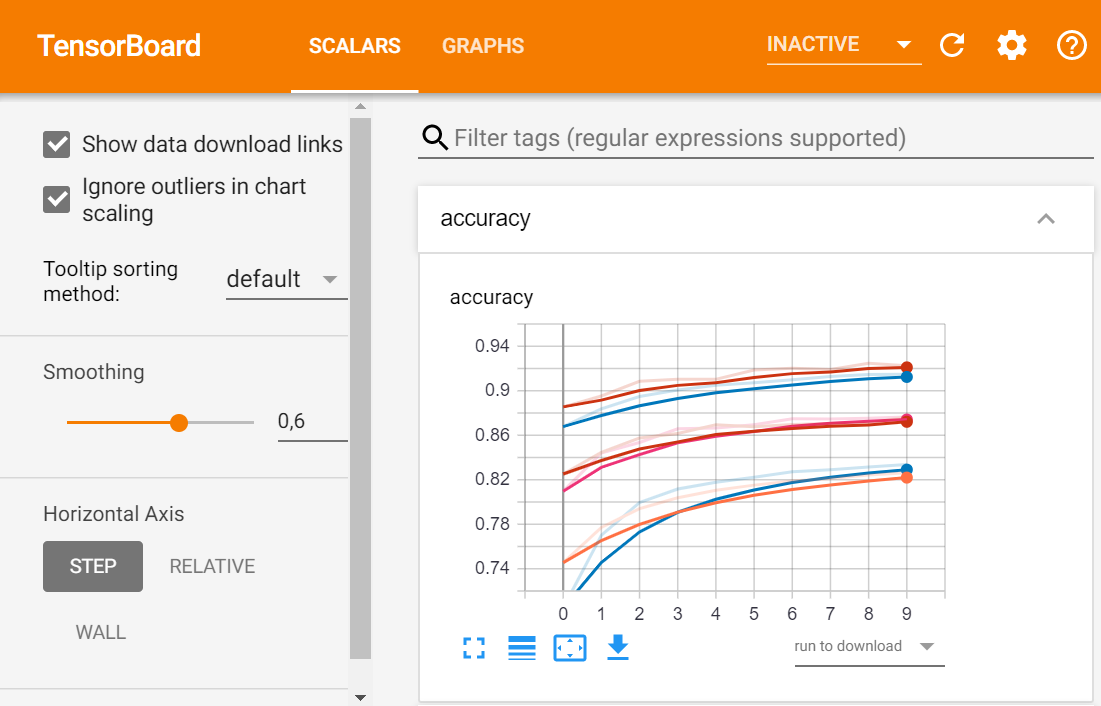 TensorBoard
SCALARS
GRAPHS
INACTIVE
Show data download links
Ignore outliers in chart
scaling
Tooltip sorting
method:
default
Smoothing
0,6
Horizontal Axis
STEP
RELATIVE
WALL
Filter tags (regular expressions supported)
accuracy
accuracy
0.94
0.9
0.86
0.82
0.78
0.74
0 1 2 3 4 5 6 7 8 9
run to download